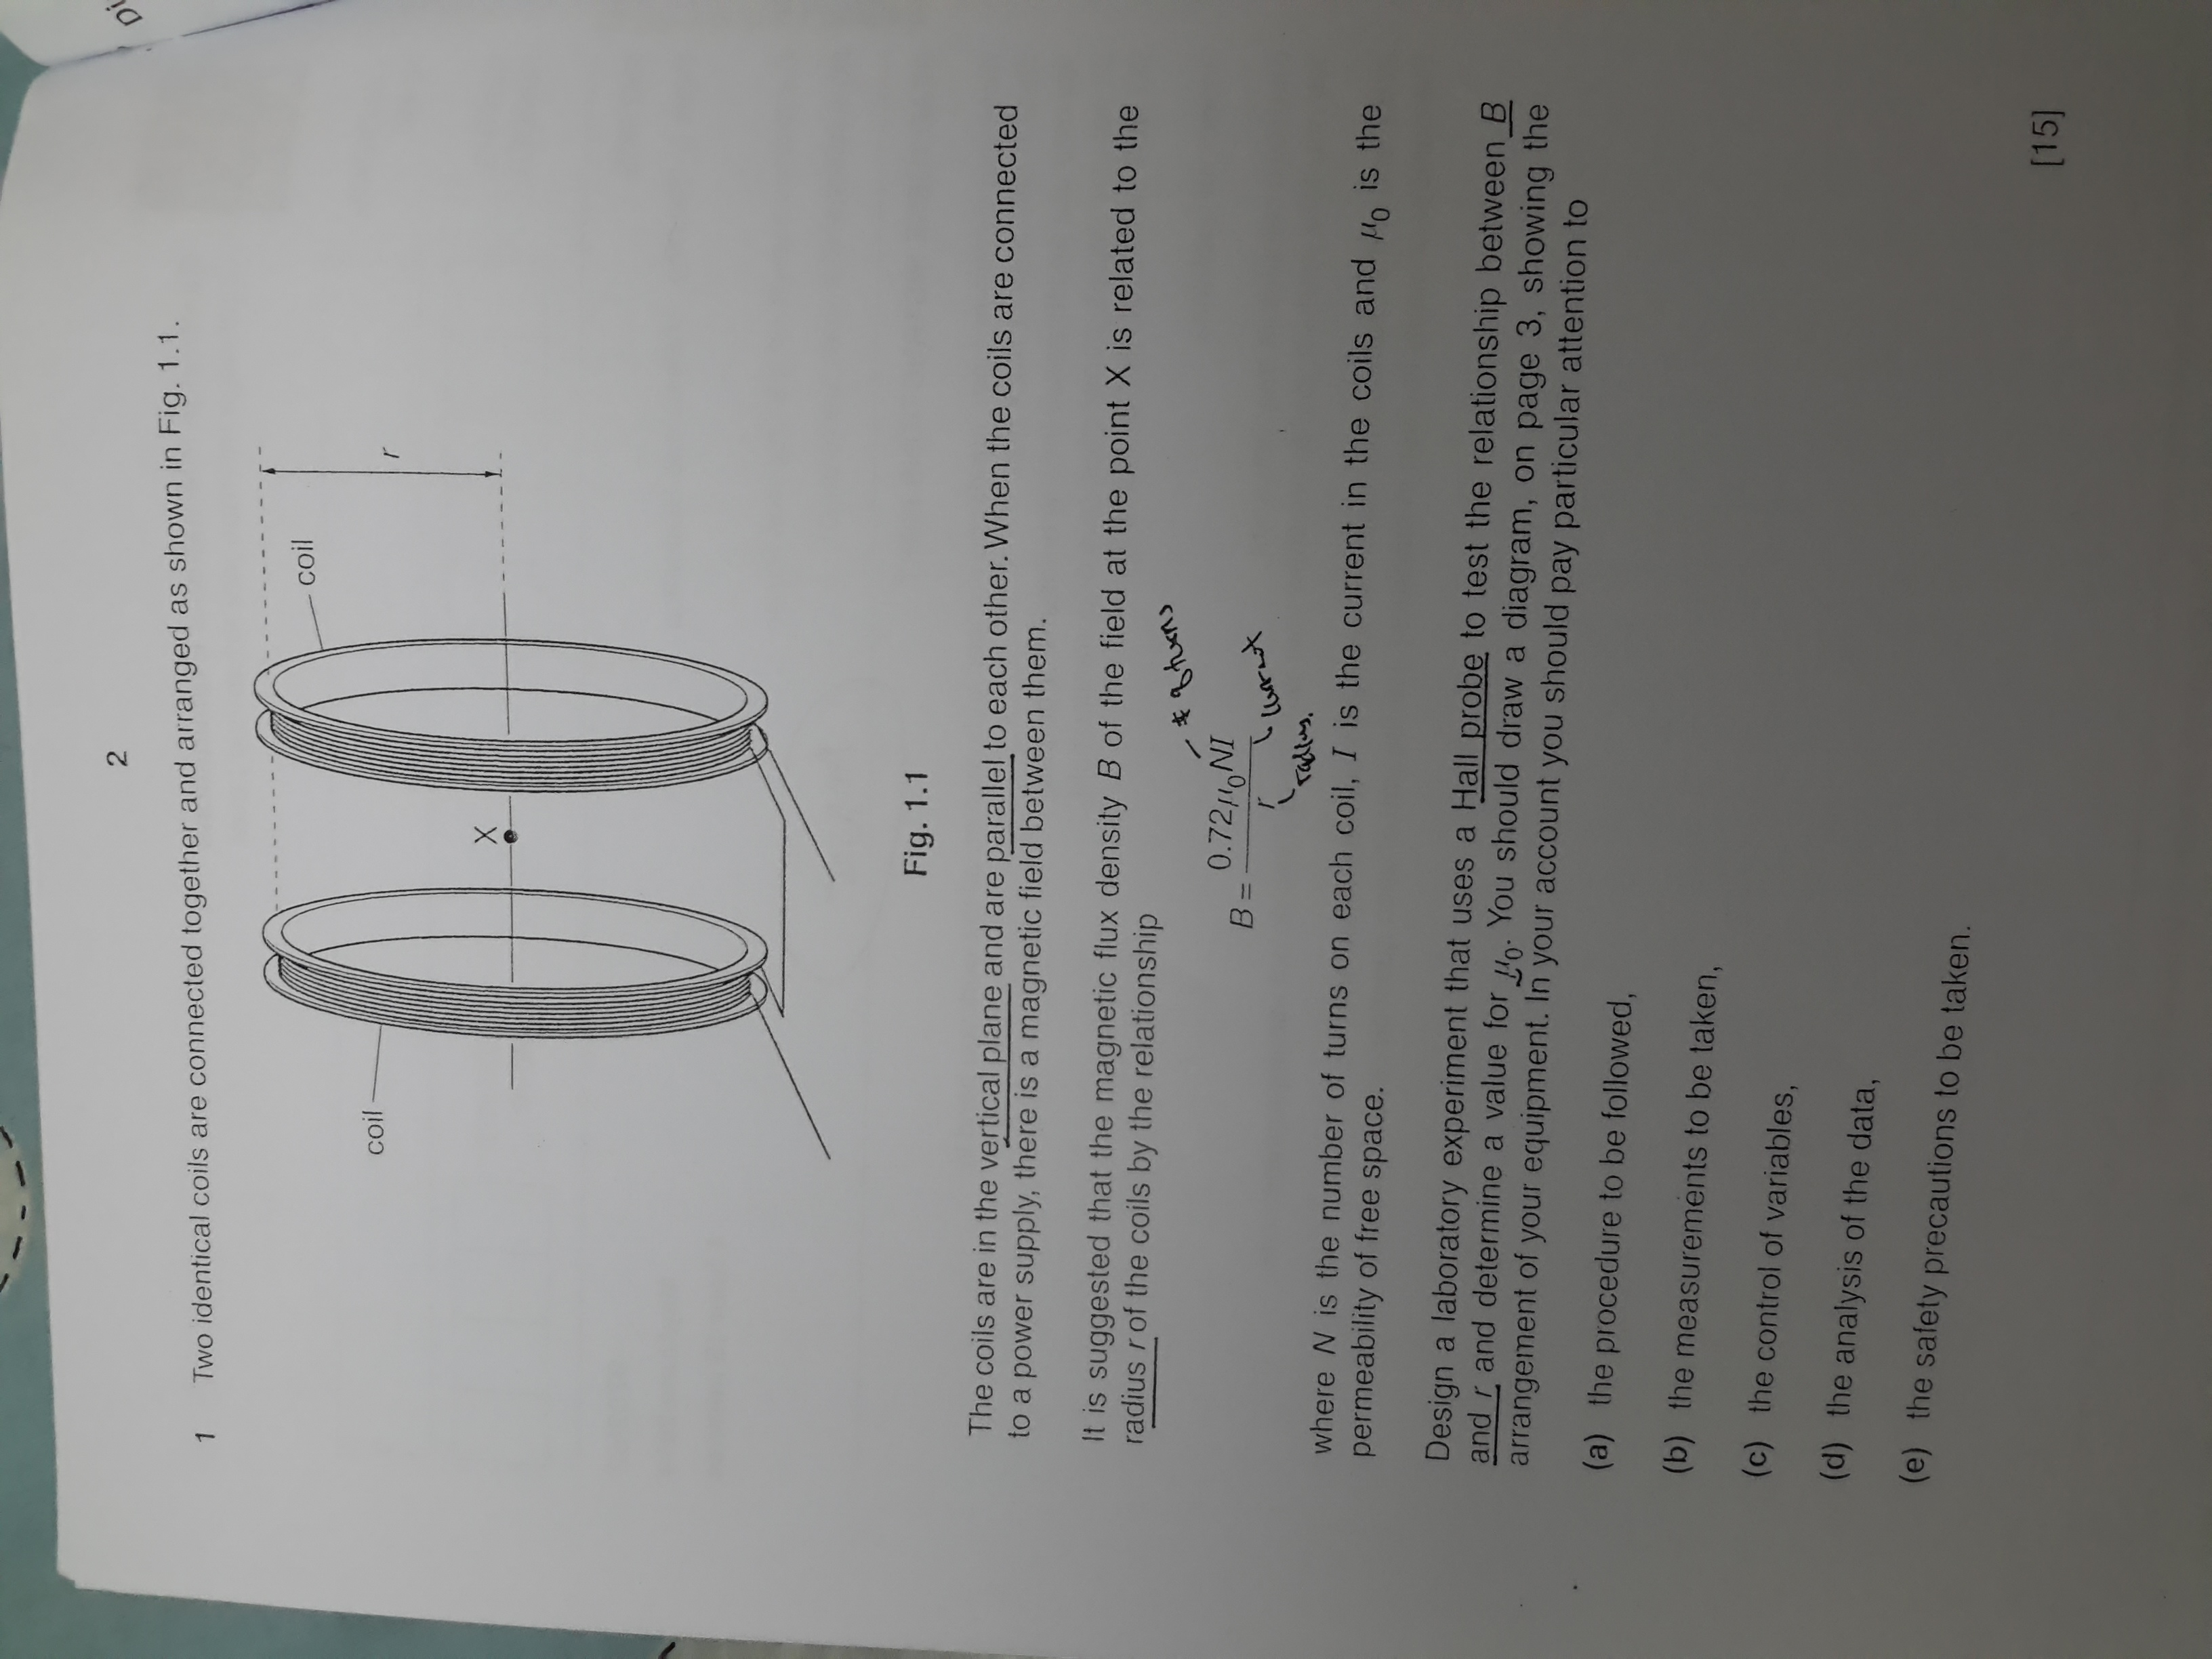 Di
2
1 Two identical coils are connected together and arranged as shown in Fig. 1.1.
coil
coil
r
X
Fig. 1.1
The coils are in the vertical plane and are parallel to each other. When the coils are connected
to a power supply, there is a magnetic field between them.
It is suggested that the magnetic flux density B of the field at the point X is related to the
radius r of the coils by the relationship
# of turns
B = 0.72μ₀NI / r
current
radius.
where N is the number of turns on each coil, I is the current in the coils and μ₀ is the
permeability of free space.
Design a laboratory experiment that uses a Hall probe to test the relationship between B
and r and determine a value for μ₀. You should draw a diagram, on page 3, showing the
arrangement of your equipment. In your account you should pay particular attention to
(a) the procedure to be followed,
(b) the measurements to be taken,
(c) the control of variables,
(d) the analysis of the data,
(e) the safety precautions to be taken.
[15]